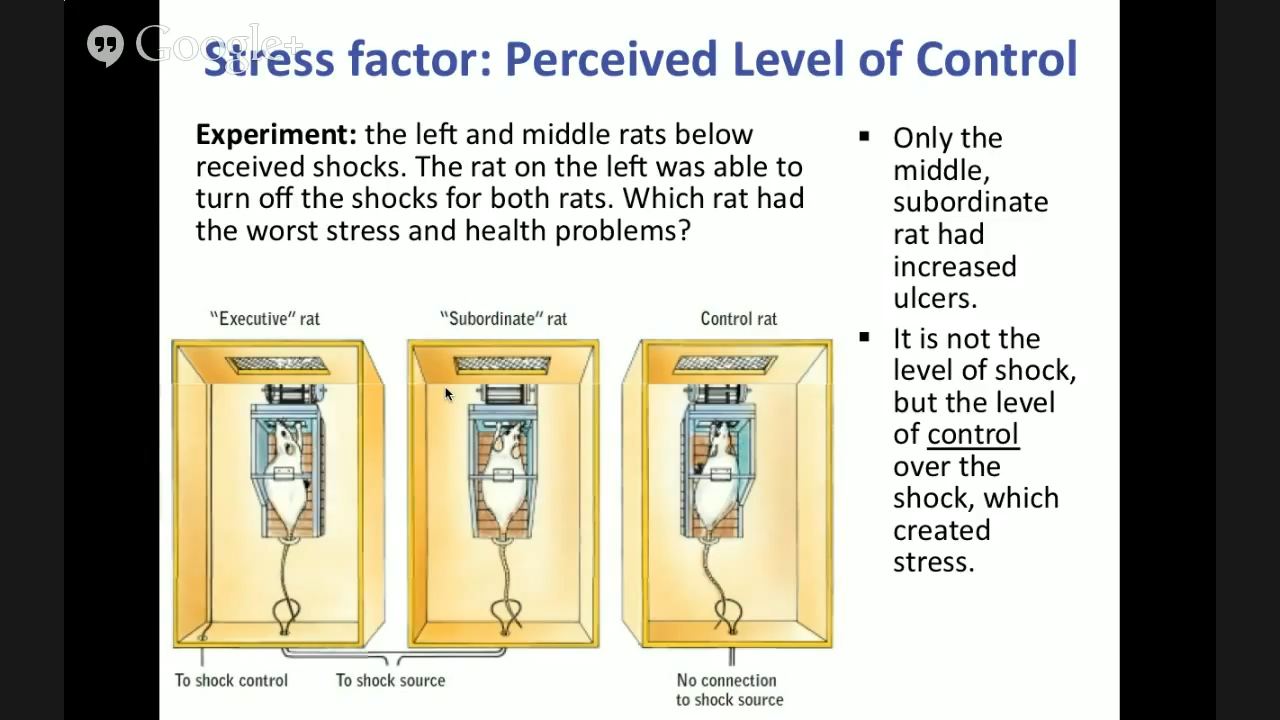 Google+
Stress factor: Perceived Level of Control
Experiment: the left and middle rats below
received shocks. The rat on the left was able to
turn off the shocks for both rats. Which rat had
the worst stress and health problems?
▪ Only the
middle,
subordinate
rat had
increased
ulcers.
▪ It is not the
level of shock,
but the level
of control
over the
shock, which
created
stress.
"Executive" rat
"Subordinate" rat
Control rat
To shock control
To shock source
No connection
to shock source